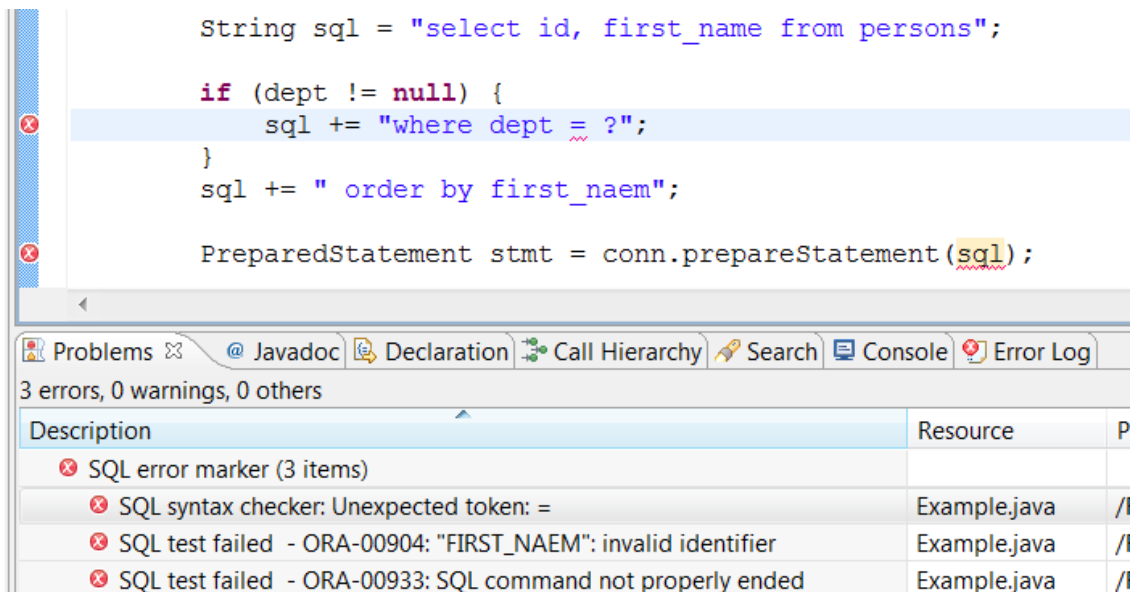 String sql = "select id, first_name from persons";
if (dept != null) {
sql += "where dept = ?";
}
sql += " order by first_naem";
PreparedStatement stmt = conn.prepareStatement(sql);
Problems @ Javadoc Declaration Call Hierarchy Search Console Error Log
3 errors, 0 warnings, 0 others
Description Resource P
SQL error marker (3 items)
SQL syntax checker: Unexpected token: = Example.java
SQL test failed - ORA-00904: "FIRST_NAEM": invalid identifier Example.java
SQL test failed - ORA-00933: SQL command not properly ended Example.java